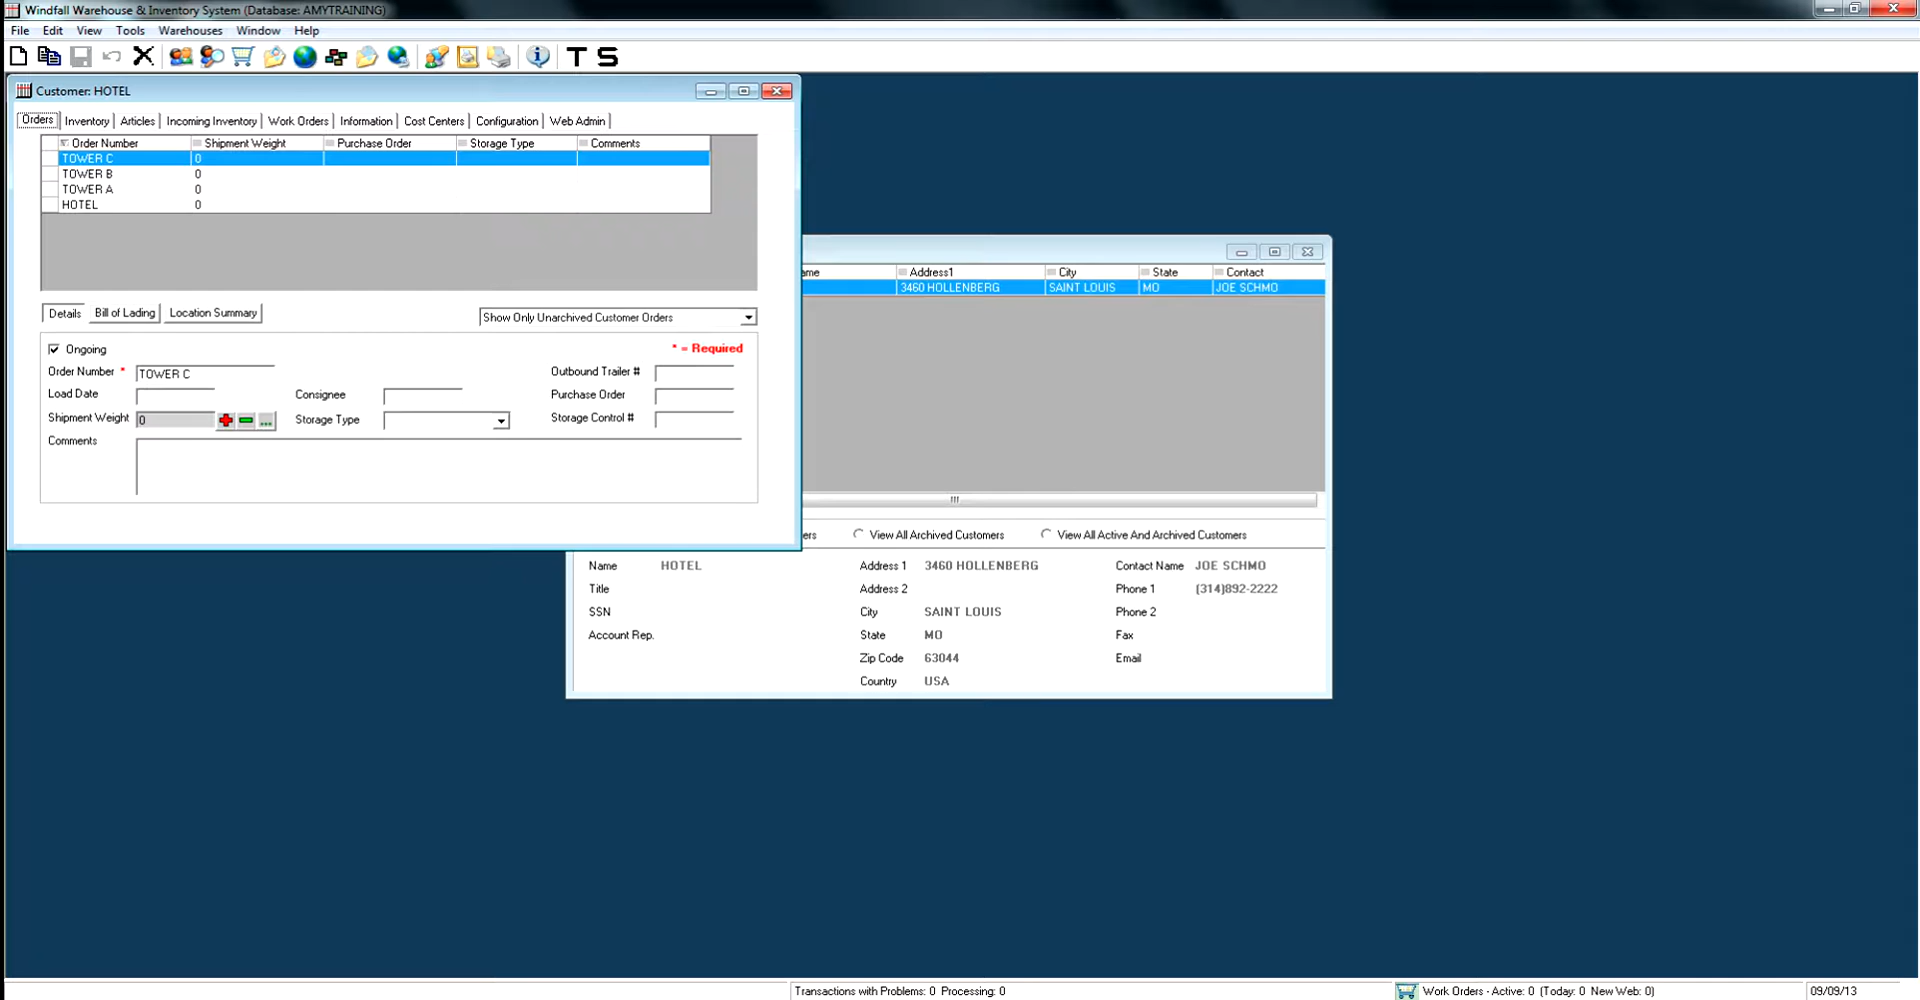 Windfall Warehouse & Inventory System (Database: AMYTRAINING)
File Edit View Tools Warehouses Window Help
T S
Customer: HOTEL
Orders Inventory Articles Incoming Inventory Work Orders Information Cost Centers Configuration Web Admin
Order Number Shipment Weight Purchase Order Storage Type Comments
TOWER C 0
TOWER B 0
TOWER A 0
HOTEL 0
Details Bill of Lading Location Summary
Show Only Unarchived Customer Orders
Ongoing
* = Required
Order Number * TOWER C Outbound Trailer #
Load Date Consignee Purchase Order
Shipment Weight 0 ... Storage Type Storage Control #
Comments
ame Address1 City State Contact
3460 HOLLENBERG SAINT LOUIS MO JOE SCHMO
ers View All Archived Customers View All Active And Archived Customers
Name HOTEL Address 1 3460 HOLLENBERG Contact Name JOE SCHMO
Title Address 2 Phone 1 (314)892-2222
SSN City SAINT LOUIS Phone 2
Account Rep. State MO Fax
Zip Code 63044 Email
Country USA
Transactions with Problems: 0 Processing: 0 Work Orders - Active: 0 (Today: 0 New Web: 0) 09/09/13